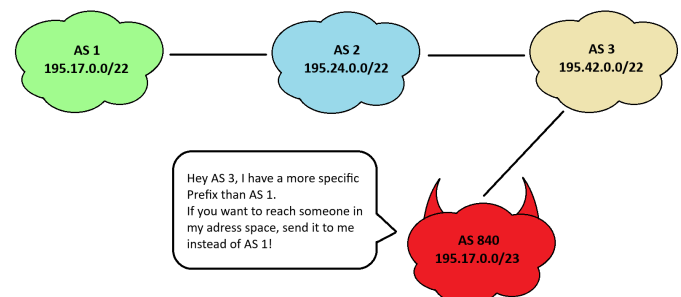 AS 1
195.17.0.0/22
AS 2
195.24.0.0/22
AS 3
195.42.0.0/22
Hey AS 3, I have a more specific
Prefix than AS 1.
If you want to reach someone in
my adress space, send it to me
instead of AS 1!
AS 840
195.17.0.0/23